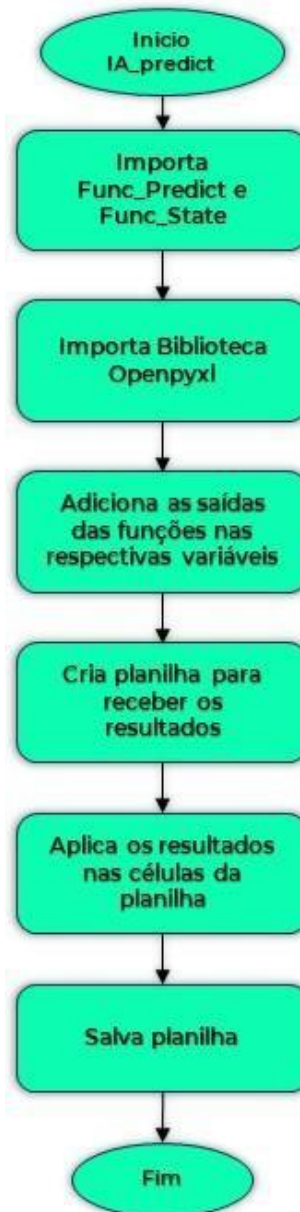 Inicio
IA_predict
Importa
Func_Predict e
Func_State
Importa Biblioteca
Openpyxl
Adiciona as saídas
das funções nas
respectivas variáveis
Cria planilha para
receber os
resultados
Aplica os resultados
nas células da
planilha
Salva planilha
Fim